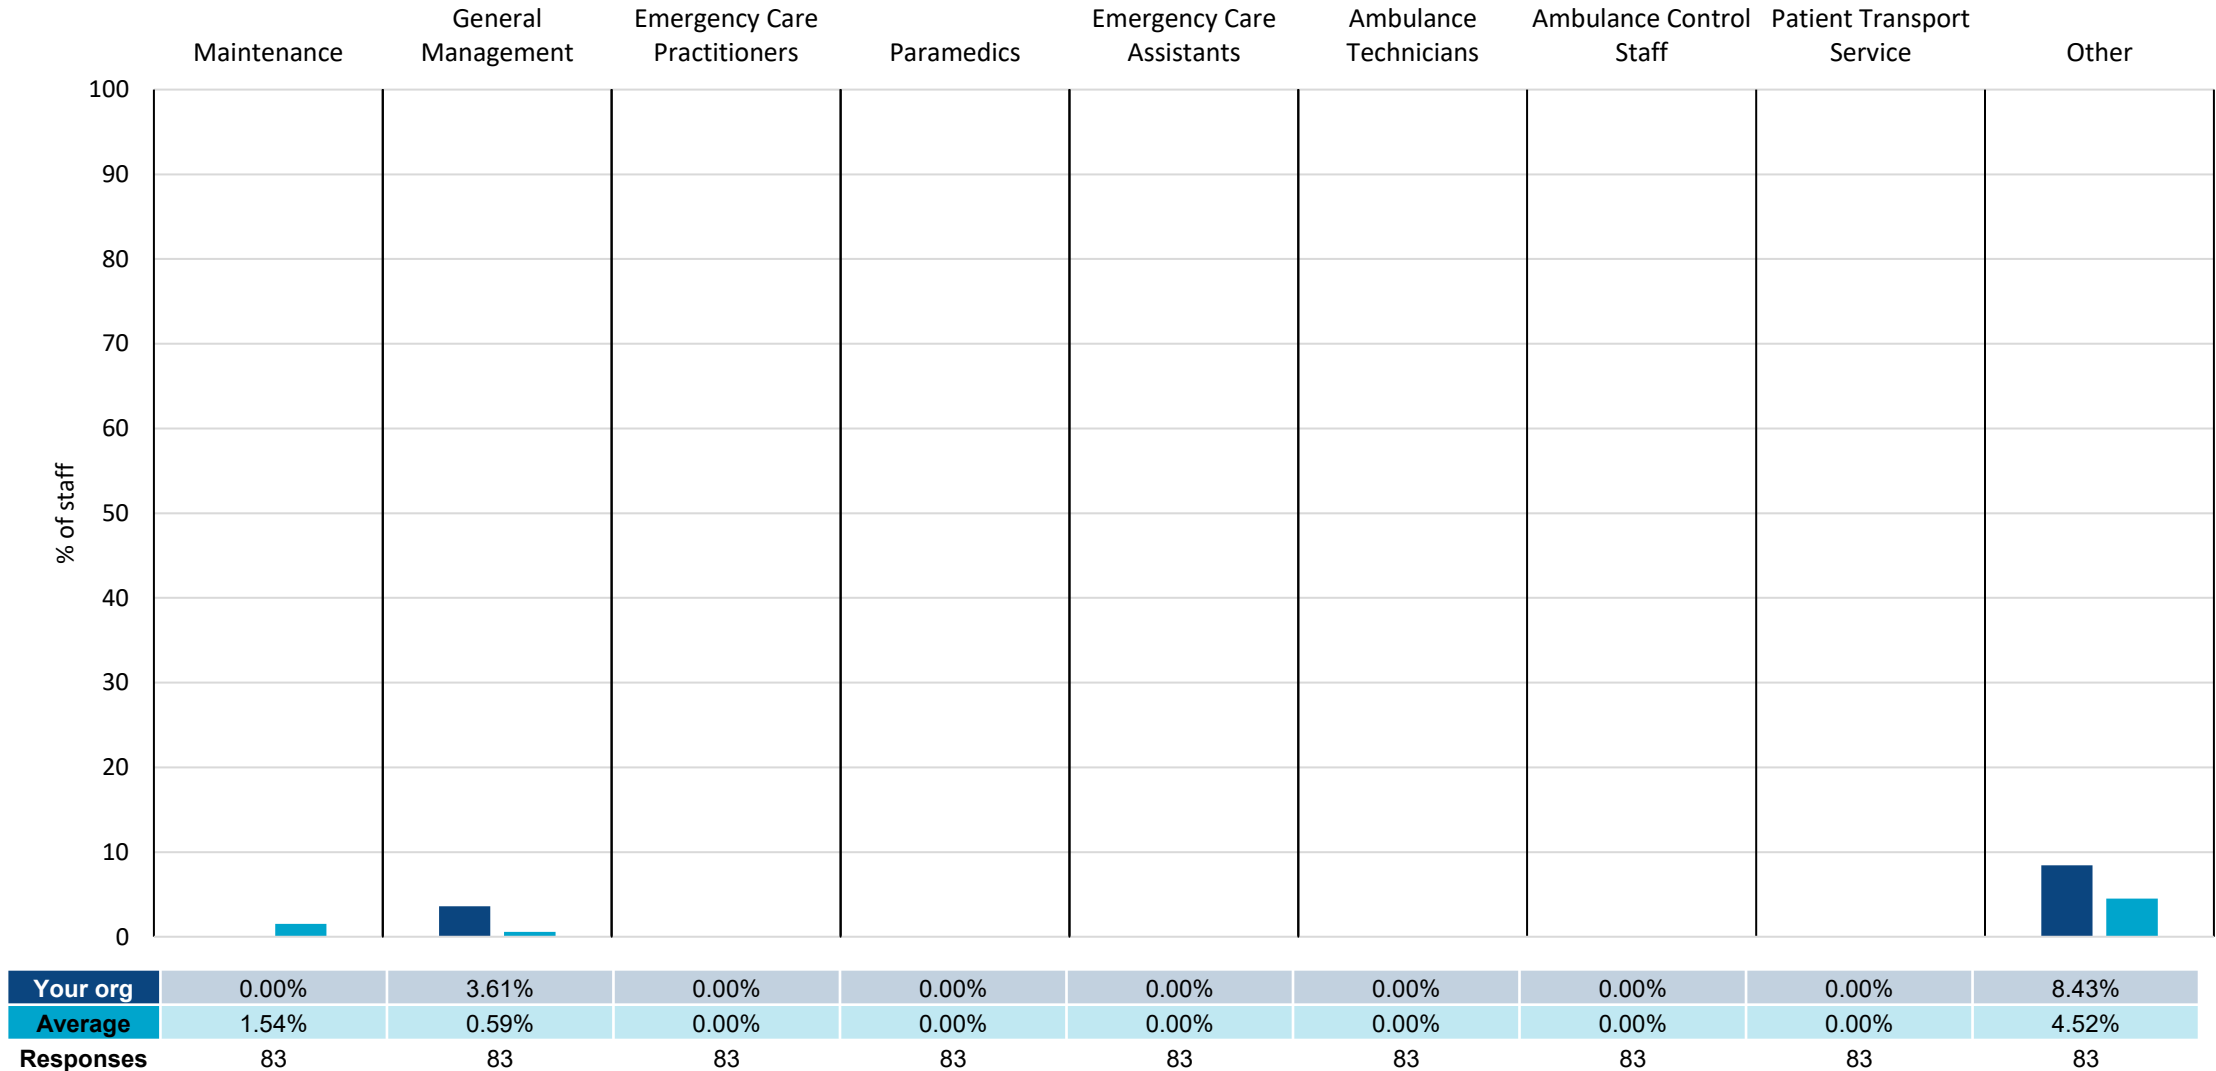 Maintenance
General
Management
Emergency Care
Practitioners
Paramedics
Emergency Care
Assistants
Ambulance
Technicians
Ambulance Control
Staff
Patient Transport
Service
Other
% of staff
100
90
80
70
60
50
40
30
20
10
0
Your org 0.00% 3.61% 0.00% 0.00% 0.00% 0.00% 0.00% 0.00% 8.43%
Average 1.54% 0.59% 0.00% 0.00% 0.00% 0.00% 0.00% 0.00% 4.52%
Responses 83 83 83 83 83 83 83 83 83